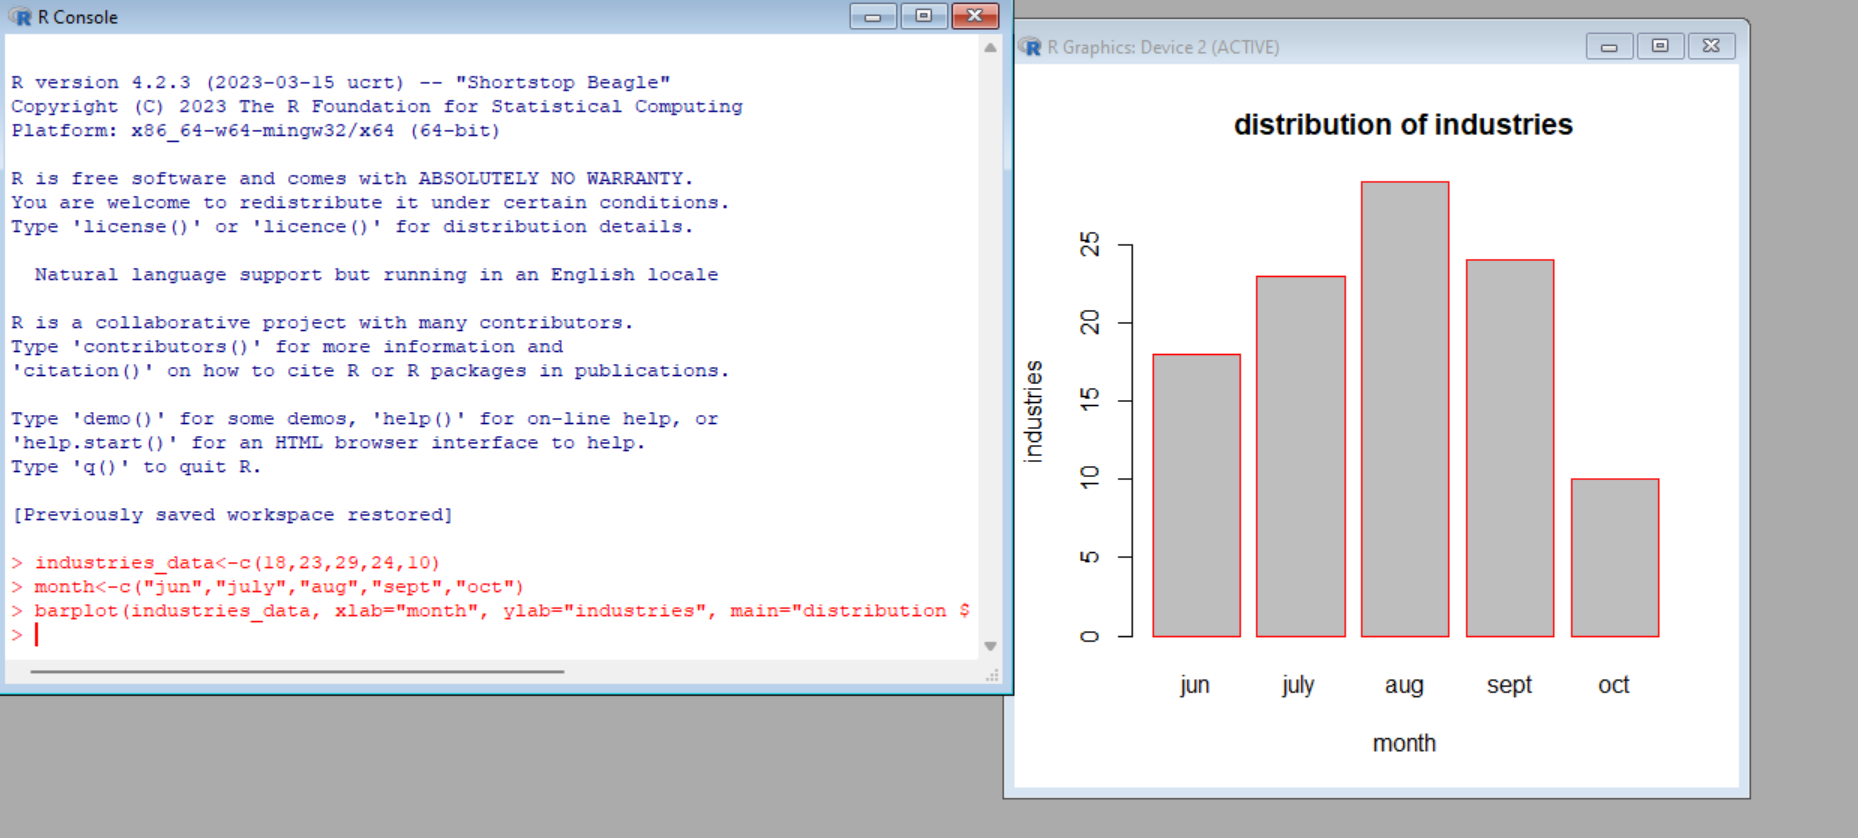 R Console
R version 4.2.3 (2023-03-15 ucrt) -- "Shortstop Beagle"
Copyright (C) 2023 The R Foundation for Statistical Computing
Platform: x86_64-w64-mingw32/x64 (64-bit)
R is free software and comes with ABSOLUTELY NO WARRANTY.
You are welcome to redistribute it under certain conditions.
Type 'license()' or 'licence()' for distribution details.
Natural language support but running in an English locale
R is a collaborative project with many contributors.
Type 'contributors()' for more information and
'citation()' on how to cite R or R packages in publications.
Type 'demo()' for some demos, 'help()' for on-line help, or
'help.start()' for an HTML browser interface to help.
Type 'q()' to quit R.
[Previously saved workspace restored]
> industries_data<-c(18,23,29,24,10)
> month<-c("jun","july","aug","sept","oct")
> barplot(industries_data, xlab="month", ylab="industries", main="distribution $
>
R Graphics: Device 2 (ACTIVE)
distribution of industries
industries
25
20
15
10
5
0
jun july aug sept oct
month